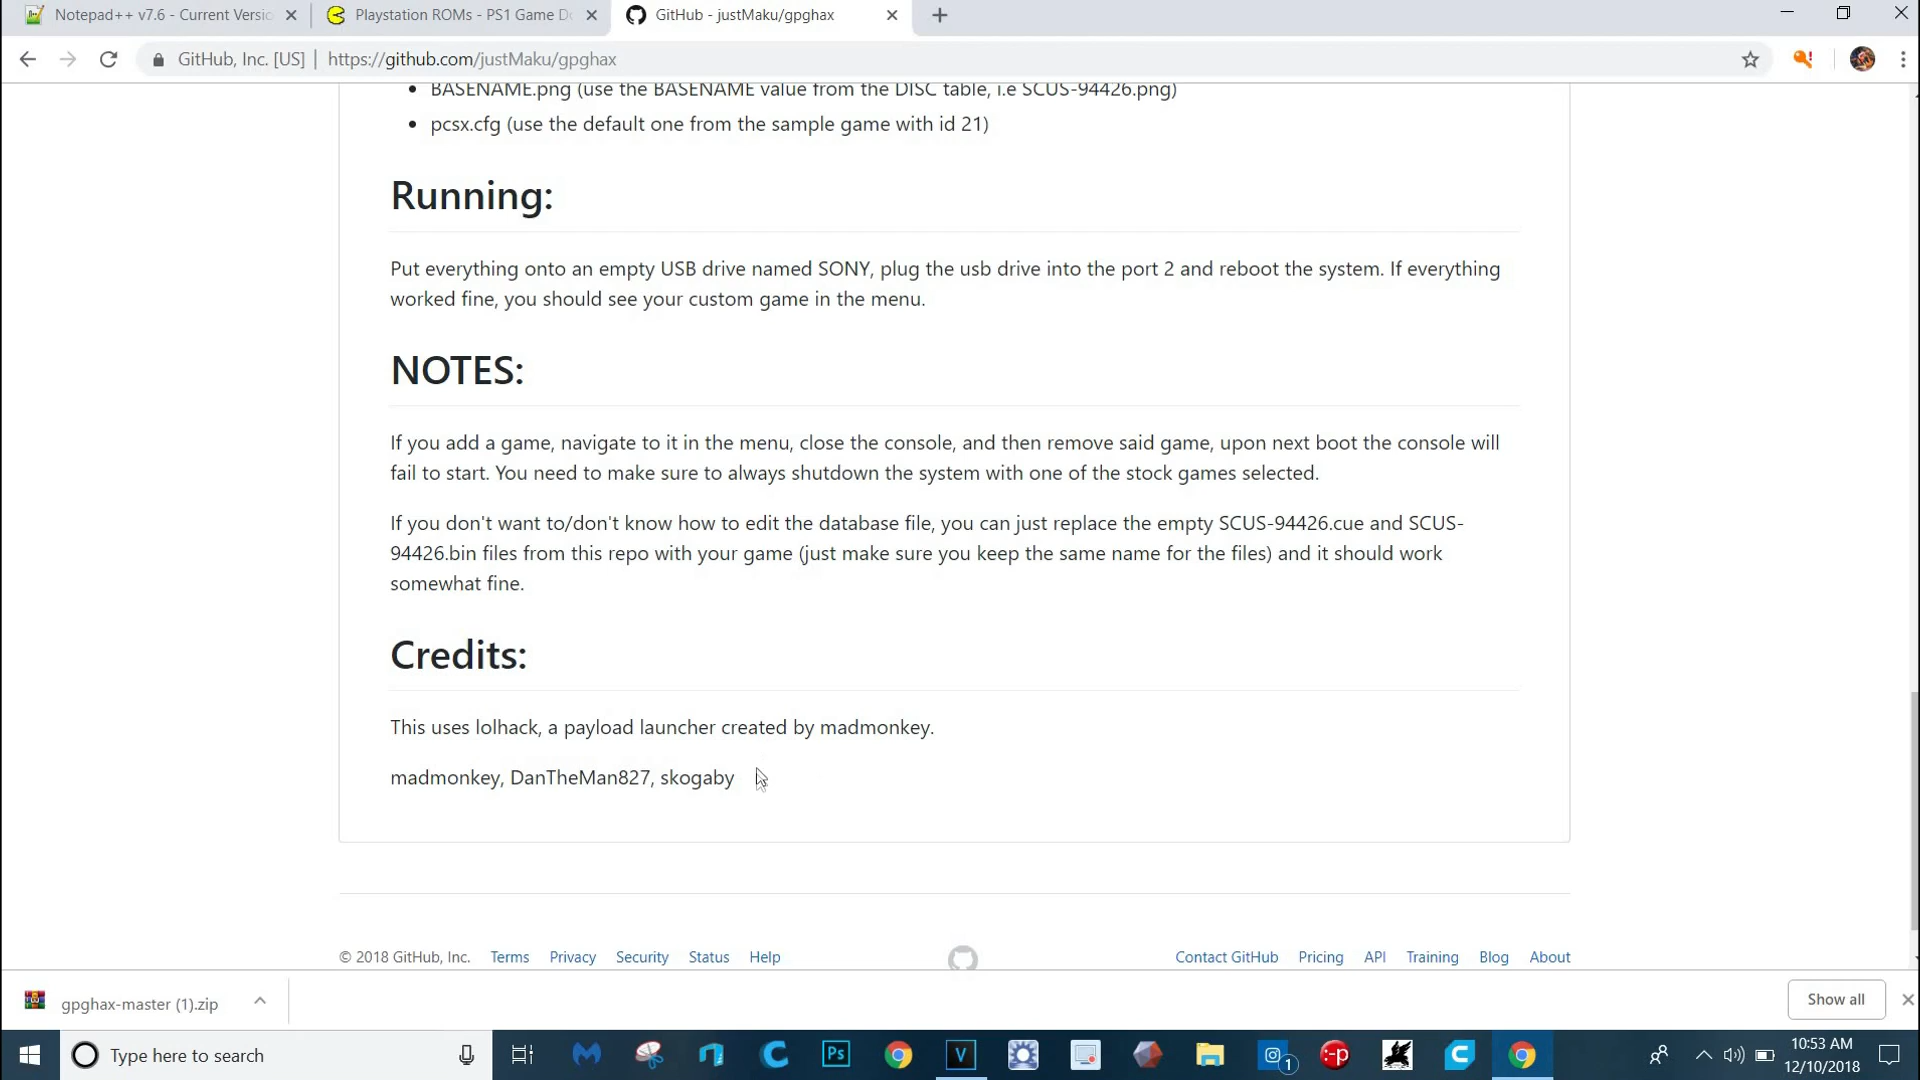 Notepad++ v7.6 - Current Versio
Playstation ROMs - PS1 Game Do
GitHub - justMaku/gpghax
GitHub, Inc. [US] | https://github.com/justMaku/gpghax
BASENAME.png (use the BASENAME value from the DISC table, i.e SCUS-94426.png)
pcsx.cfg (use the default one from the sample game with id 21)
Running:
Put everything onto an empty USB drive named SONY, plug the usb drive into the port 2 and reboot the system. If everything
worked fine, you should see your custom game in the menu.
NOTES:
If you add a game, navigate to it in the menu, close the console, and then remove said game, upon next boot the console will
fail to start. You need to make sure to always shutdown the system with one of the stock games selected.
If you don't want to/don't know how to edit the database file, you can just replace the empty SCUS-94426.cue and SCUS-
94426.bin files from this repo with your game (just make sure you keep the same name for the files) and it should work
somewhat fine.
Credits:
This uses lolhack, a payload launcher created by madmonkey.
madmonkey, DanTheMan827, skogaby
© 2018 GitHub, Inc. Terms Privacy Security Status Help Contact GitHub Pricing API Training Blog About
gpghax-master (1).zip
Show all
Type here to search
Ps
V
1
:-p
10:53 AM
12/10/2018